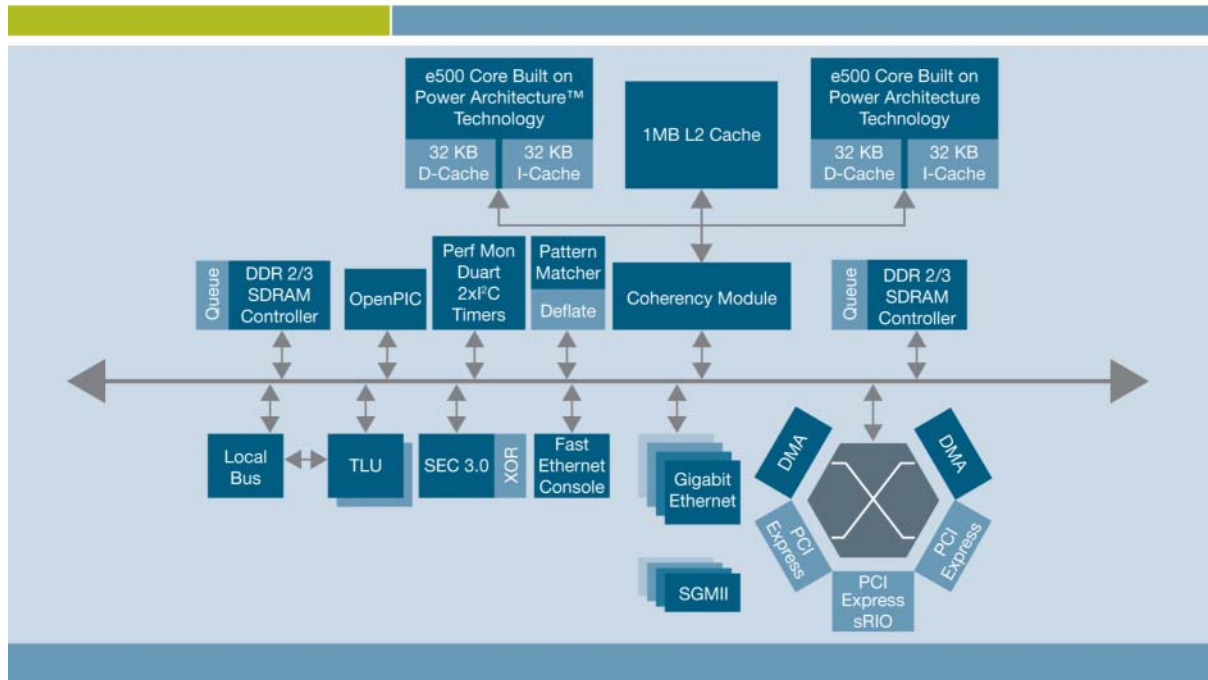 e500 Core Built on
Power Architecture™
Technology
32 KB
D-Cache
32 KB
I-Cache
1MB L2 Cache
e500 Core Built on
Power Architecture
Technology
32 KB
D-Cache
32 KB
I-Cache
Queue
DDR 2/3
SDRAM
Controller
OpenPIC
Perf Mon
Duart
2xI²C
Timers
Pattern
Matcher
Deflate
Coherency Module
Queue
DDR 2/3
SDRAM
Controller
Local
Bus
TLU
SEC 3.0
XOR
Fast
Ethernet
Console
Gigabit
Ethernet
SGMII
DMA
DMA
PCI
Express
PCI
Express
sRIO
PCI
Express